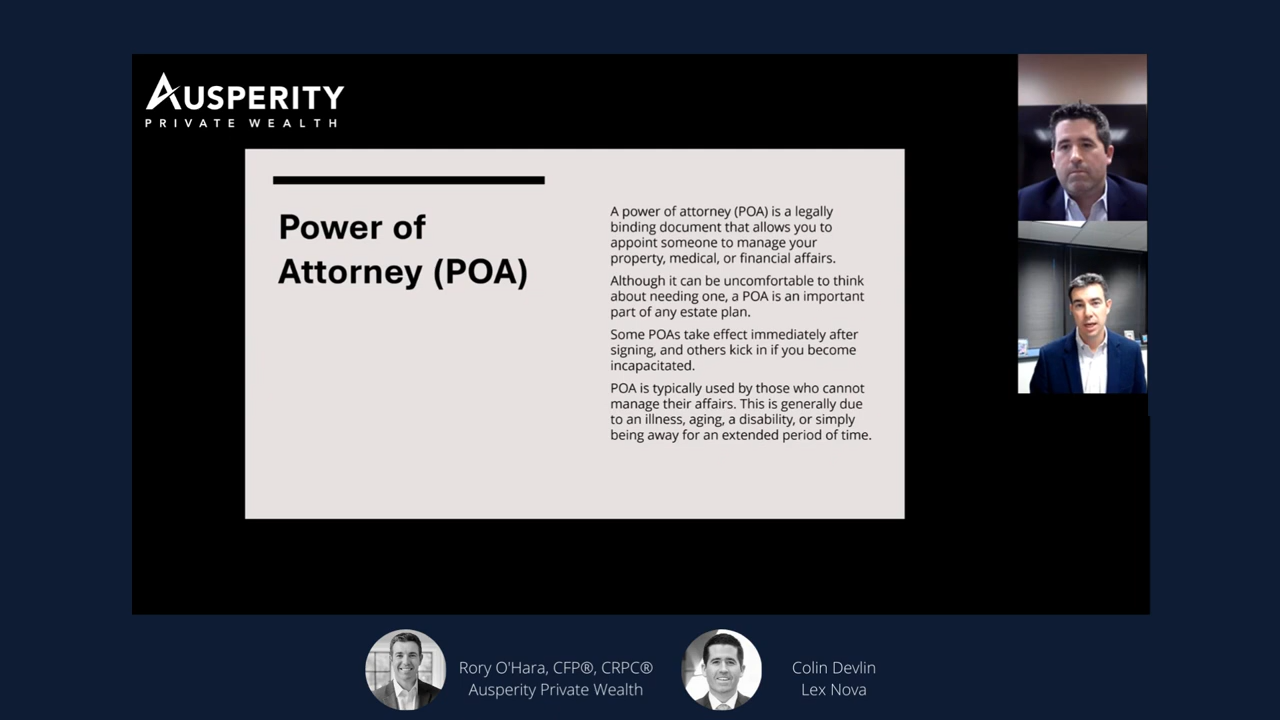 AUSPERITY
PRIVATE WEALTH
Power of
Attorney (POA)
A power of attorney (POA) is a legally
binding document that allows you to
appoint someone to manage your
property, medical, or financial affairs.
Although it can be uncomfortable to think
about needing one, a POA is an important
part of any estate plan.
Some POAs take effect immediately after
signing, and others kick in if you become
incapacitated.
POA is typically used by those who cannot
manage their affairs. This is generally due
to an illness, aging, a disability, or simply
being away for an extended period of time.
Rory O'Hara, CFP®, CRPC®
Ausperity Private Wealth
Colin Devlin
Lex Nova